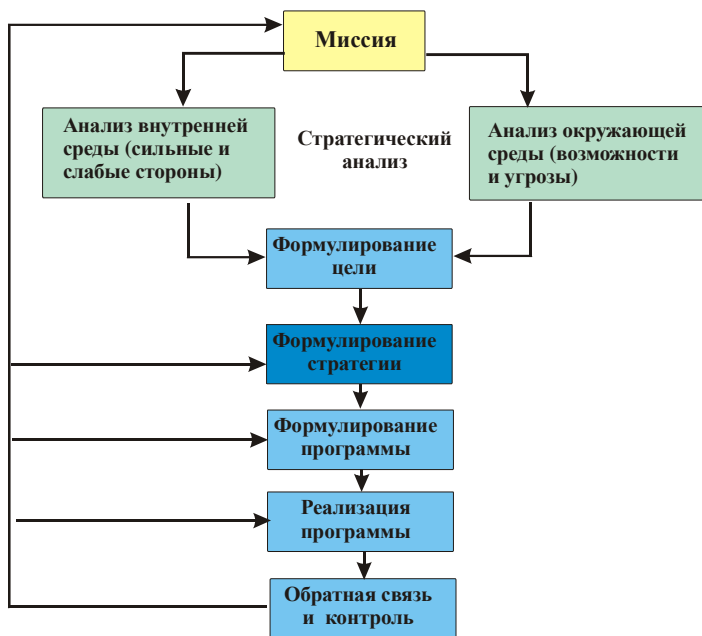 Миссия
Анализ внутренней
среды (сильные и
слабые стороны)
Стратегический
анализ
Анализ окружающей
среды (возможности
и угрозы)
Формулирование
цели
Формулирование
стратегии
Формулирование
программы
Реализация
программы
Обратная связь
и контроль